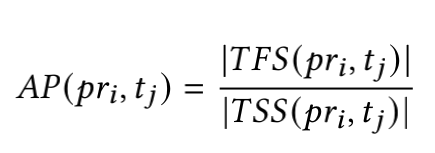 AP(pr_i, t_j) = |TFS(pr_i, t_j)| / |TSS(pr_i, t_j)|